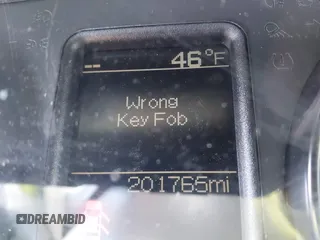 -- 46°F
Wrong
Key Fob
201765mi
DREAMBID